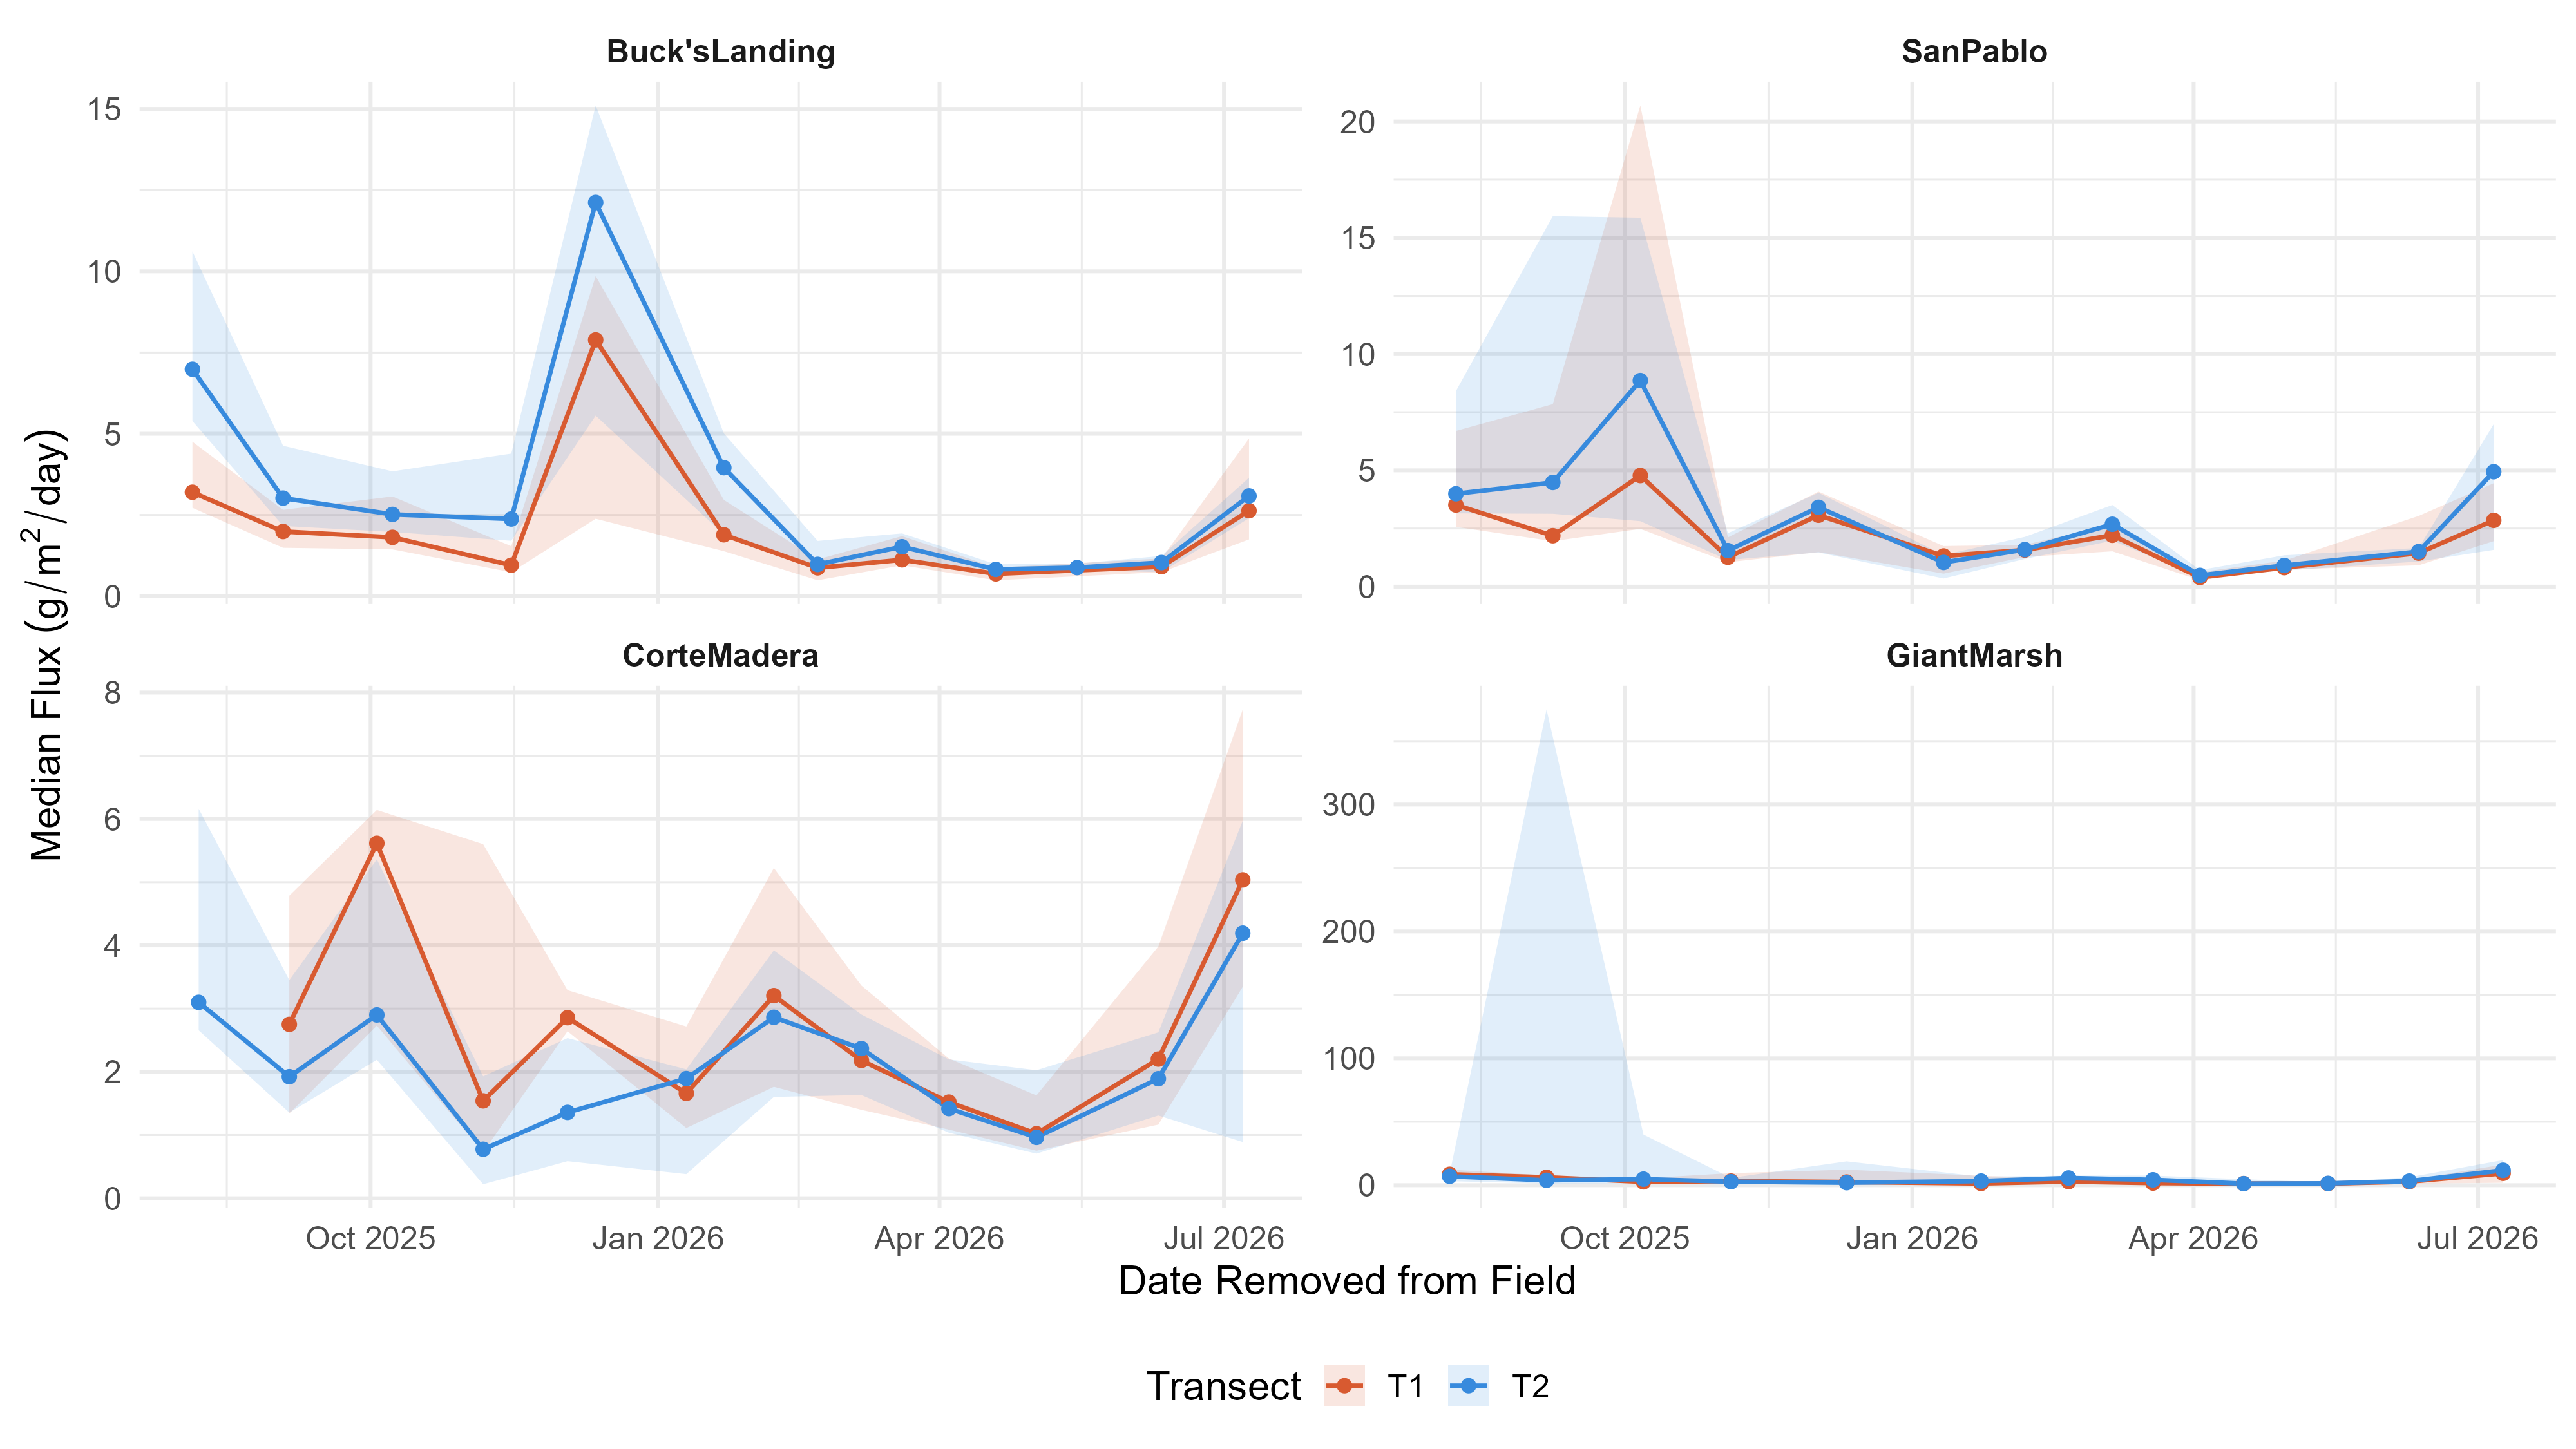 Buck'sLanding
SanPablo
15
10
5
0
20
15
10
5
0
Median Flux (g/m²/day)
CorteMadera
GiantMarsh
8
6
4
2
0
300
200
100
0
Oct 2025 Jan 2026 Apr 2026 Jul 2026
Oct 2025 Jan 2026 Apr 2026 Jul 2026
Date Removed from Field
Transect T1 T2